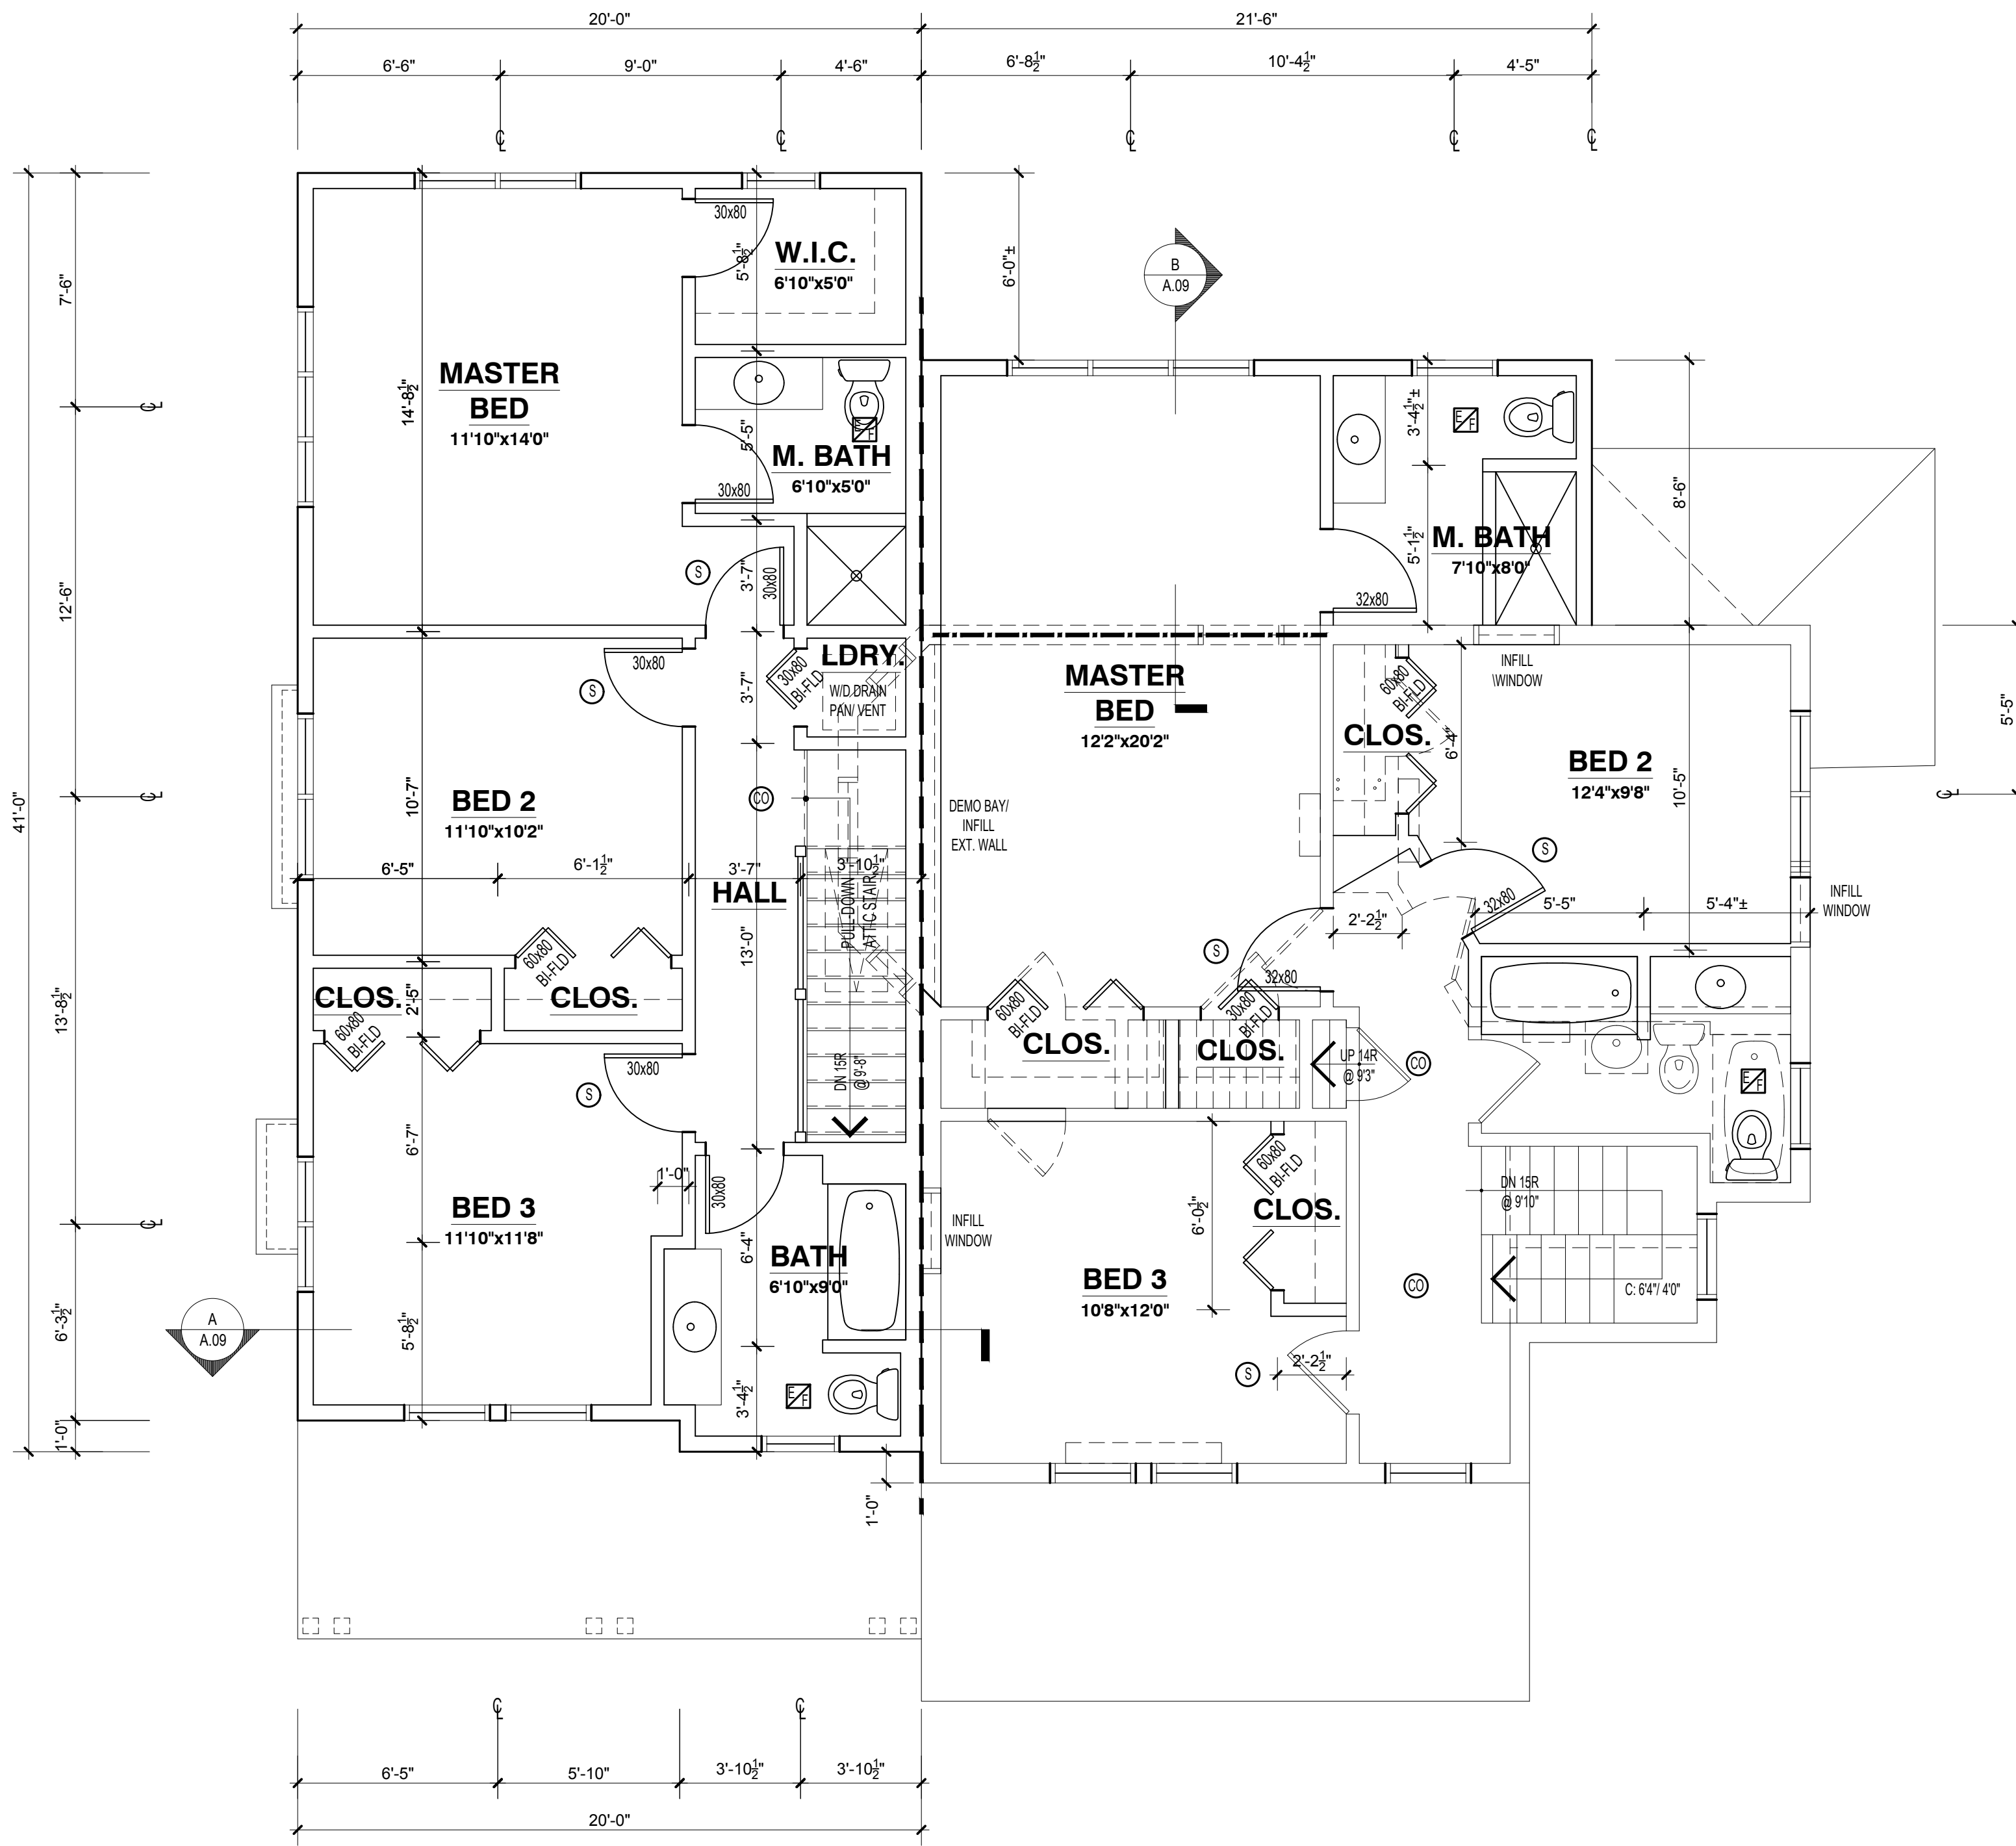 20'-0"
21'-6"
6'-6"
9'-0"
4'-6"
6'-8½"
10'-4½"
4'-5"
℄
℄
℄
℄
℄
41'-0"
7'-6"
12'-6"
13'-8½"
6'-3½"
1'-0"
℄
℄
℄
14'-8½"
10'-7"
2'-5"
6'-7"
5'-8½"
MASTER
BED
11'10"x14'0"
30x80
W.I.C.
6'10"x5'0"
5'-8½"
5'-5"
M. BATH
6'10"x5'0"
E
F
30x80
S
3'-7"
30x80
30x80
S
3'-7"
30x80
BI-FLD
LDRY.
W/D DRAIN
PAN/ VENT
BED 2
11'10"x10'2"
CO
6'-5"
6'-1½"
3'-7"
3'-10½"
HALL
13'-0"
PULL-DOWN
ATTIC STAIR
60x80
BI-FLD
CLOS.
CLOS.
60x80
BI-FLD
30x80
S
DN 15R
@ 9'-8"
BED 3
11'10"x11'8"
1'-0"
30x80
6'-4"
BATH
6'10"x9'0"
3'-4½"
E
F
A
A.09
1'-0"
6'-0"±
B
A.09
3'-4½"±
E
F
5'-1½"
M. BATH
7'10"x8'0"
32x80
8'-6"
MASTER
BED
12'2"x20'2"
DEMO BAY/
INFILL
EXT. WALL
INFILL
\WINDOW
60x80
BI-FLD
CLOS.
6'-4"
BED 2
12'4"x9'8"
10'-5"
5'-5"
℄
S
32x80
5'-5"
5'-4"±
INFILL
WINDOW
2'-2½"
S
32x80
60x80
BI-FLD
30x80
BI-FLD
CLOS.
CLOS.
UP 14R
@ 9'3"
CO
E
F
60x80
BI-FLD
CLOS.
6'-0½"
INFILL
WINDOW
BED 3
10'8"x12'0"
DN 15R
@ 9'10"
CO
C: 6'4"/ 4'0"
S
2'-2½"
℄
℄
6'-5"
5'-10"
3'-10½"
3'-10½"
20'-0"